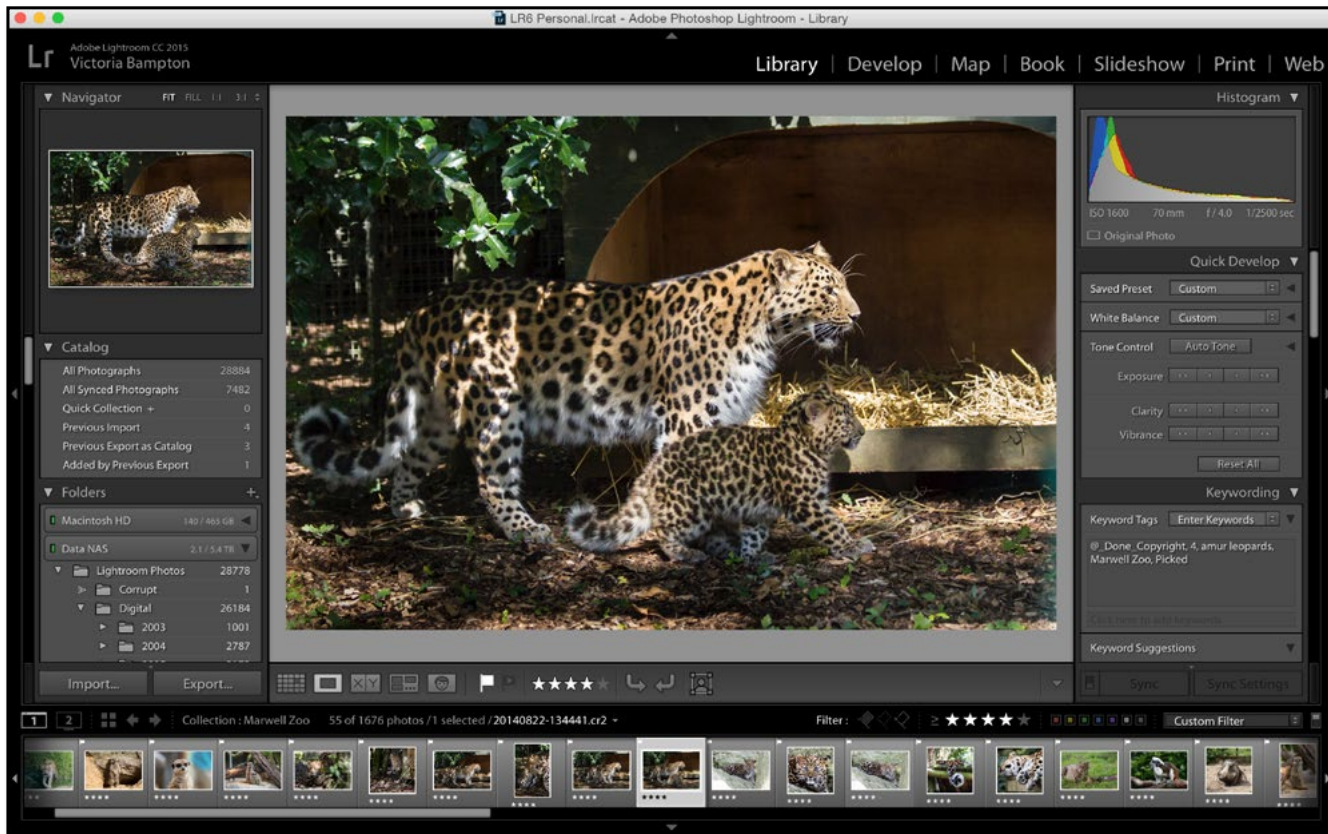 LR6 Personal.lrcat - Adobe Photoshop Lightroom - Library
Lr
Adobe Lightroom CC 2015
Victoria Bampton
Library | Develop | Map | Book | Slideshow | Print | Web
Navigator FIT FILL 1:1 3:1
Catalog
All Photographs 28884
All Synced Photographs 7482
Quick Collection + 0
Previous Import 4
Previous Export as Catalog 3
Added by Previous Export 1
Folders
Macintosh HD 140 / 465 GB
Data NAS 2.1 / 5.4 TB
Lightroom Photos 28778
Corrupt 1
Digital 26184
2003 1001
2004 2787
Import... Export...
Histogram
ISO 1600 70 mm f / 4.0 1/2500 sec
Original Photo
Quick Develop
Saved Preset Custom
White Balance Custom
Tone Control Auto Tone
Exposure
Clarity
Vibrance
Reset All
Keywording
Keyword Tags Enter Keywords
@_Done_Copyright, 4, amur leopards,
Marwell Zoo, Picked
Click here to add keywords
Keyword Suggestions
Sync Sync Settings
X Y
1 2 Collection : Marwell Zoo 55 of 1676 photos /1 selected /20140822-134441.cr2
Filter : ≥ ★★★★★ Custom Filter